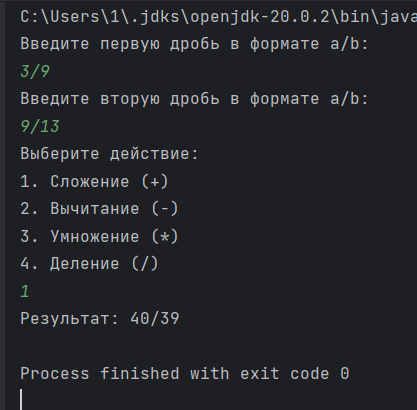 C:\Users\1\.jdks\openjdk-20.0.2\bin\java
Введите первую дробь в формате a/b:
3/9
Введите вторую дробь в формате a/b:
9/13
Выберите действие:
1. Сложение (+)
2. Вычитание (-)
3. Умножение (*)
4. Деление (/)
1
Результат: 40/39
Process finished with exit code 0